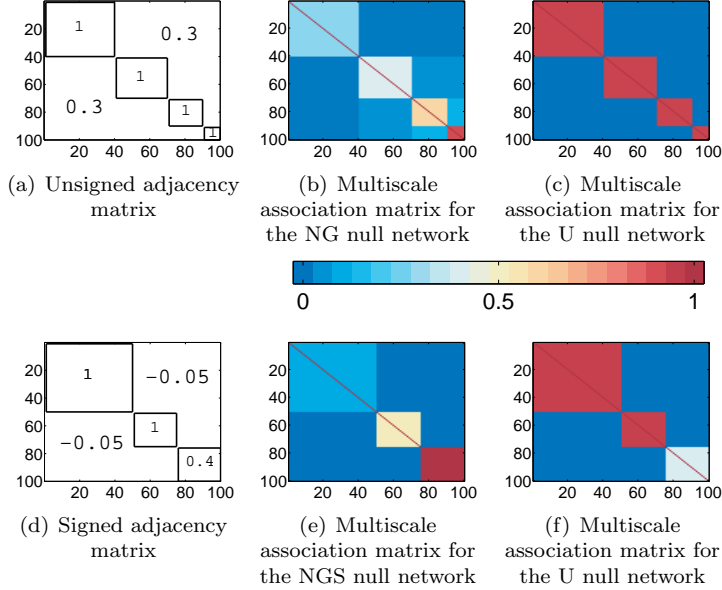 20
40
60
80
100
20 40 60 80 100
1
0.3
1
0.3
1
1
(a) Unsigned adjacency
matrix
20
40
60
80
100
20 40 60 80 100
(b) Multiscale
association matrix for
the NG null network
20
40
60
80
100
20 40 60 80 100
(c) Multiscale
association matrix for
the U null network
0 0.5 1
20
40
60
80
100
20 40 60 80 100
1
−0.05
1
−0.05
0.4
(d) Signed adjacency
matrix
20
40
60
80
100
20 40 60 80 100
(e) Multiscale
association matrix for
the NGS null network
20
40
60
80
100
20 40 60 80 100
(f) Multiscale
association matrix for
the U null network